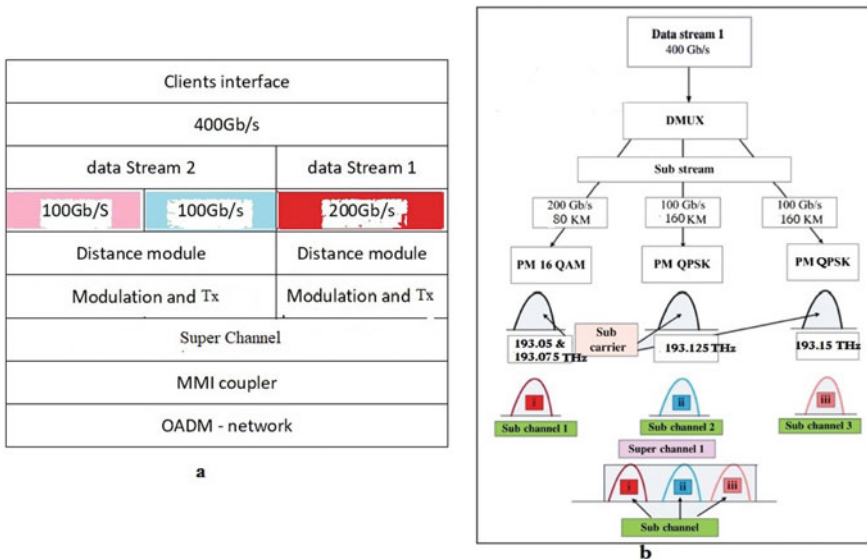 Clients interface
400Gb/s
data Stream 2
data Stream 1
100Gb/S
100Gb/s
200Gb/s
Distance module
Distance module
Modulation and Tx
Modulation and Tx
Super Channel
MMI coupler
OADM - network
a
Data stream 1
400 Gb/s
DMUX
Sub stream
200 Gb/s
80 KM
100 Gb/s
160 KM
100 Gb/s
160 KM
PM 16 QAM
PM QPSK
PM QPSK
193.05 &
193.075 THz
Sub
carrier
193.125 THz
193.15 THz
i
ii
iii
Sub channel 1
Sub channel 2
Sub channel 3
Super channel 1
i
ii
iii
Sub channel
b